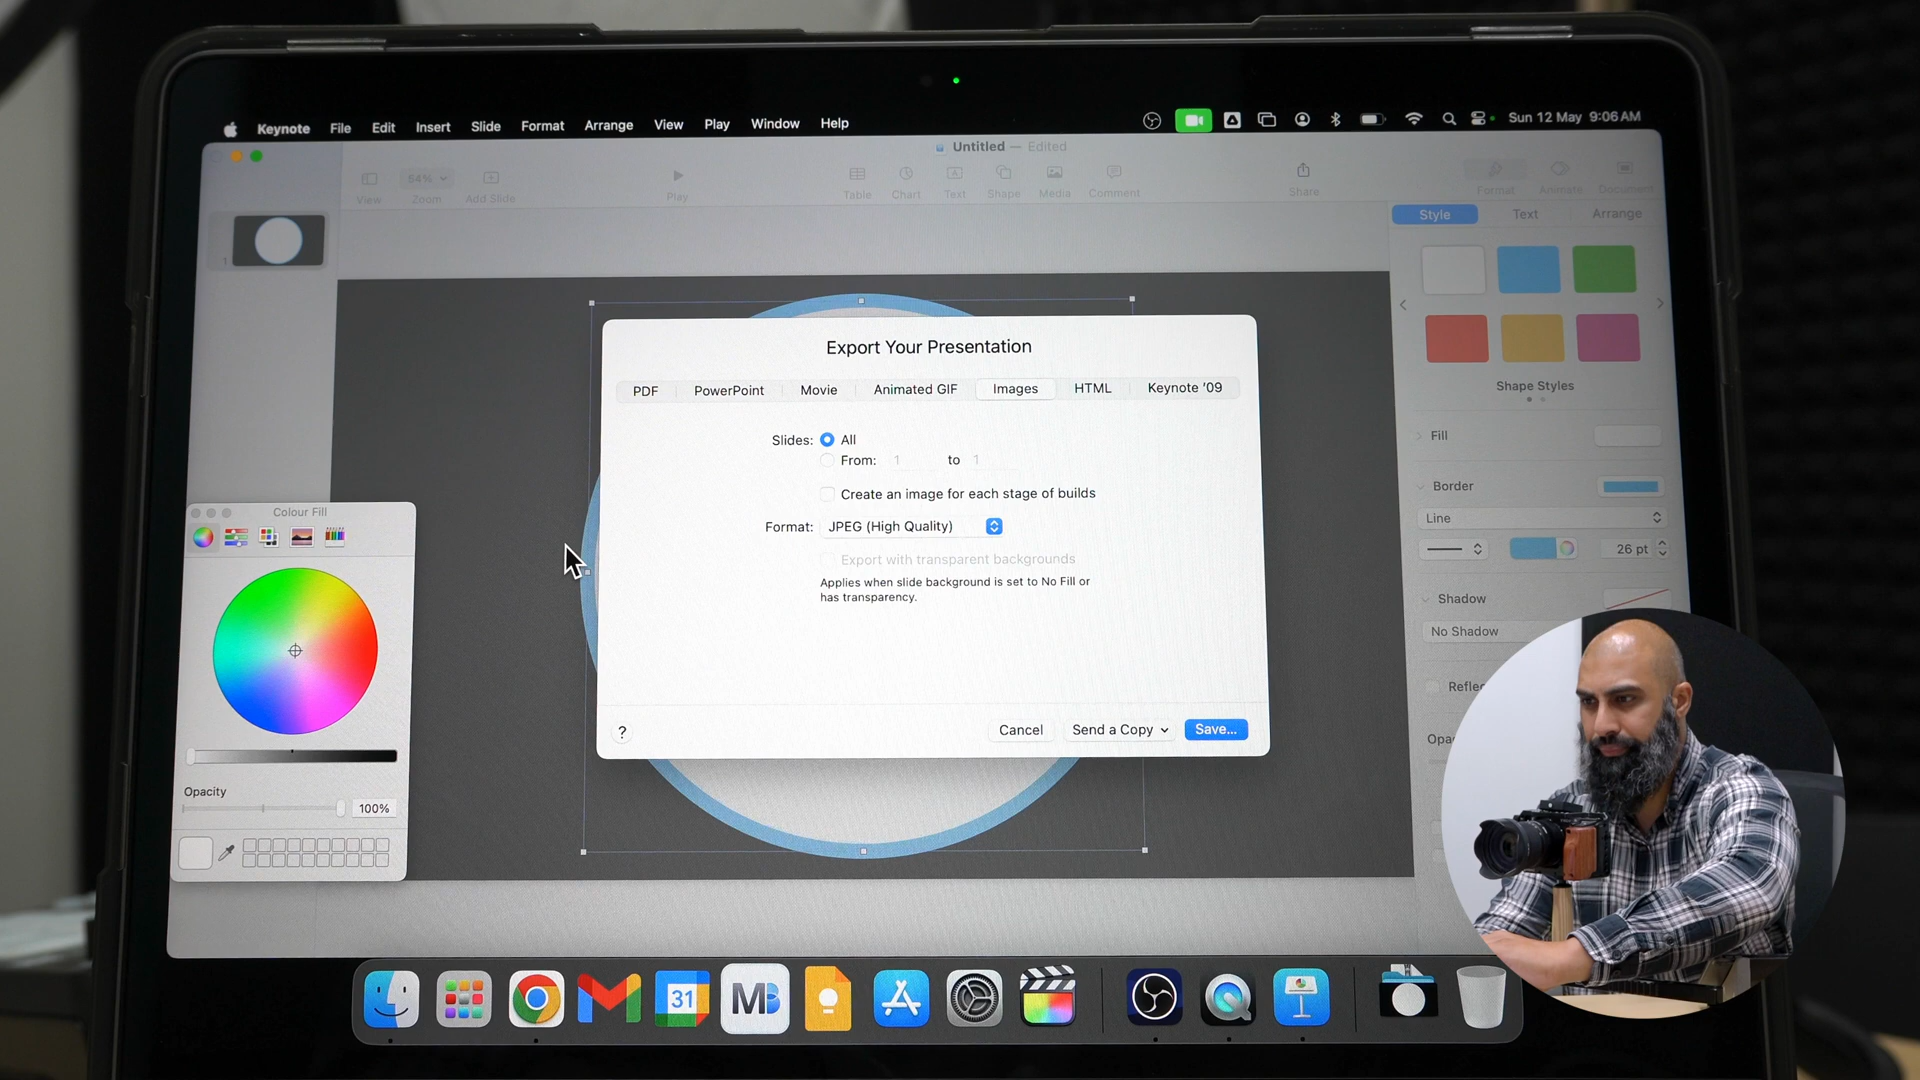 Keynote File Edit Insert Slide Format Arrange View Play Window Help
Sun 12 May 9:06 AM
Untitled — Edited
64%
View Zoom Add Slide Play Table Chart Text Shape Media Comment Share Format Animate Document
Style Text Arrange
1
Export Your Presentation
PDF PowerPoint Movie Animated GIF Images HTML Keynote '09
Slides: All
From: 1 to 1
Create an image for each stage of builds
Format: JPEG (High Quality)
Export with transparent backgrounds
Applies when slide background is set to No Fill or
has transparency.
? Cancel Send a Copy Save...
Shape Styles
Fill
Border
Line
26 pt
Shadow
No Shadow
Colour Fill
Opacity
100%
31
MB